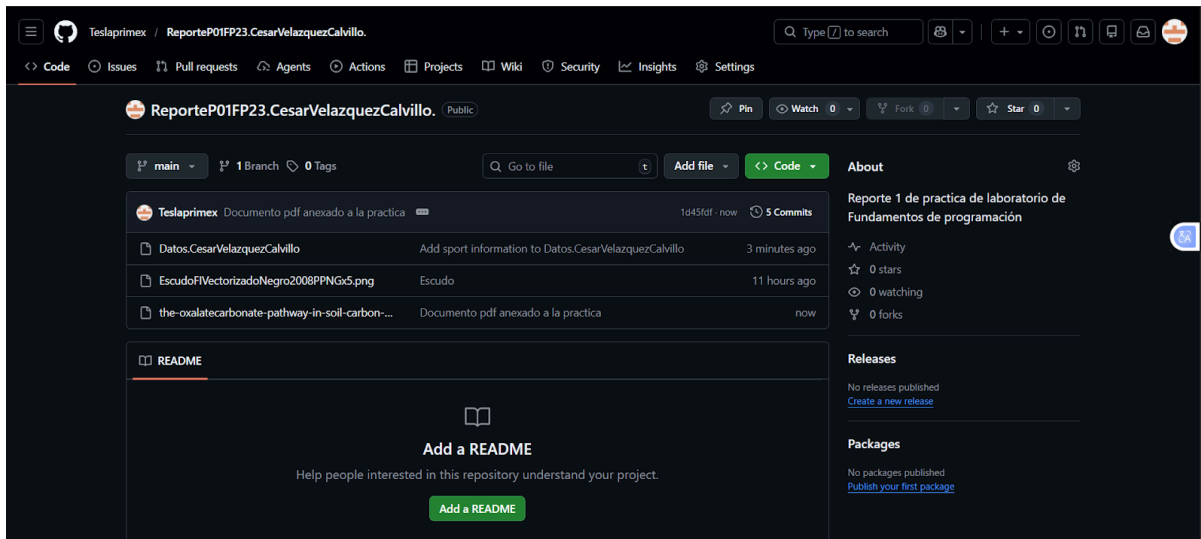 Teslaprimex / ReporteP01FP23.CesarVelazquezCalvillo.
Type / to search
Code Issues Pull requests Agents Actions Projects Wiki Security Insights Settings
ReporteP01FP23.CesarVelazquezCalvillo. Public
Pin Watch 0 Fork 0 Star 0
main 1 Branch 0 Tags Go to file t Add file Code
Teslaprimex Documento pdf anexado a la practica 1d45fdf · now 5 Commits
Datos.CesarVelazquezCalvillo Add sport information to Datos.CesarVelazquezCalvillo 3 minutes ago
EscudoFIVectorizadoNegro2008PPNGx5.png Escudo 11 hours ago
the-oxalatecarbonate-pathway-in-soil-carbon-... Documento pdf anexado a la practica now
README
Add a README
Help people interested in this repository understand your project.
Add a README
About
Reporte 1 de practica de laboratorio de
Fundamentos de programación
Activity
0 stars
0 watching
0 forks
Releases
No releases published
Create a new release
Packages
No packages published
Publish your first package